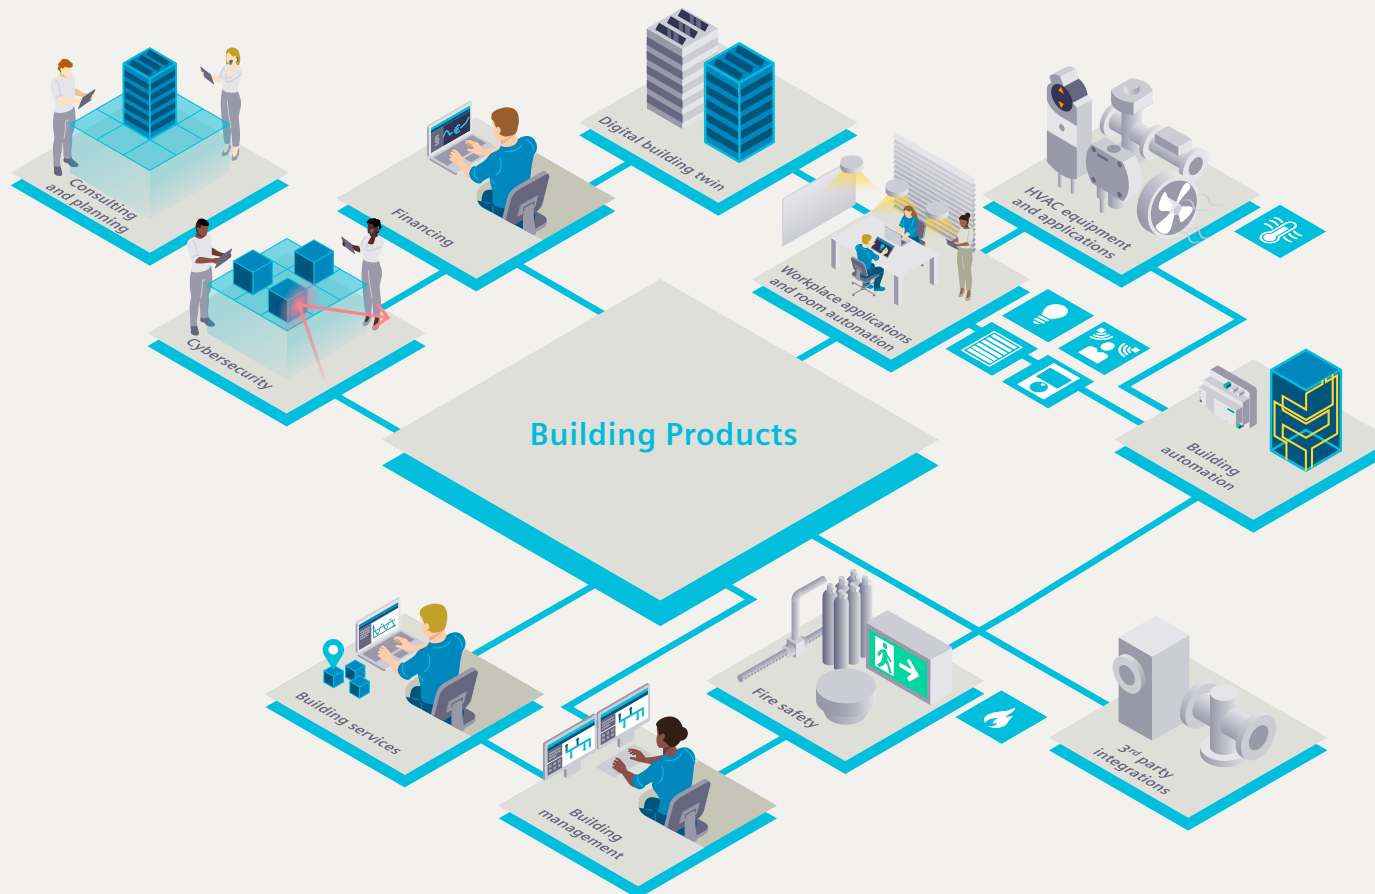 Digital building twin
Consulting
and planning
Financing
HVAC equipment
and applications
Workplace applications
and room automation
Cybersecurity
Building Products
Building
automation
Building services
Fire safety
3rd party
integrations
Building
management